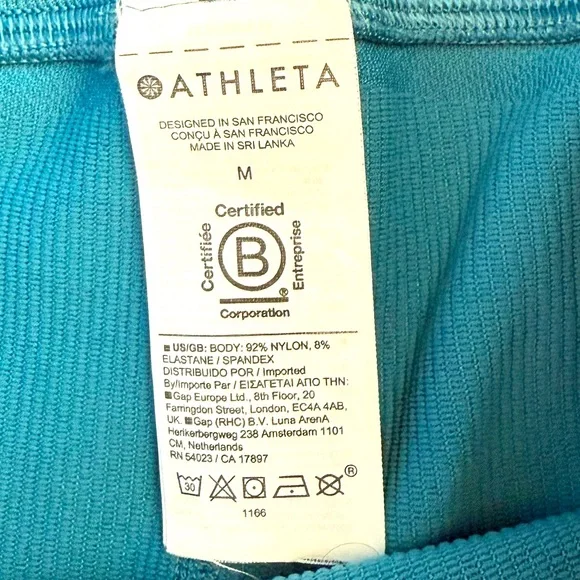 ATHLETA
DESIGNED IN SAN FRANCISCO
CONÇU À SAN FRANCISCO
MADE IN SRI LANKA
M
Certified
Certifiée
B
Entreprise
®
Corporation
US/GB: BODY: 92% NYLON, 8%
ELASTANE / SPANDEX
DISTRIBUIDO POR / Imported
By/Importe Par / ΕΙΣΑΓΕΤΑΙ ΑΠΟ ΤΗΝ:
Gap Europe Ltd., 8th Floor, 20
Farringdon Street, London, EC4A 4AB,
UK. Gap (RHC) B.V. Luna ArenA
Herikerbergweg 238 Amsterdam 1101
CM, Netherlands
RN 54023 / CA 17897
30 ®
1166